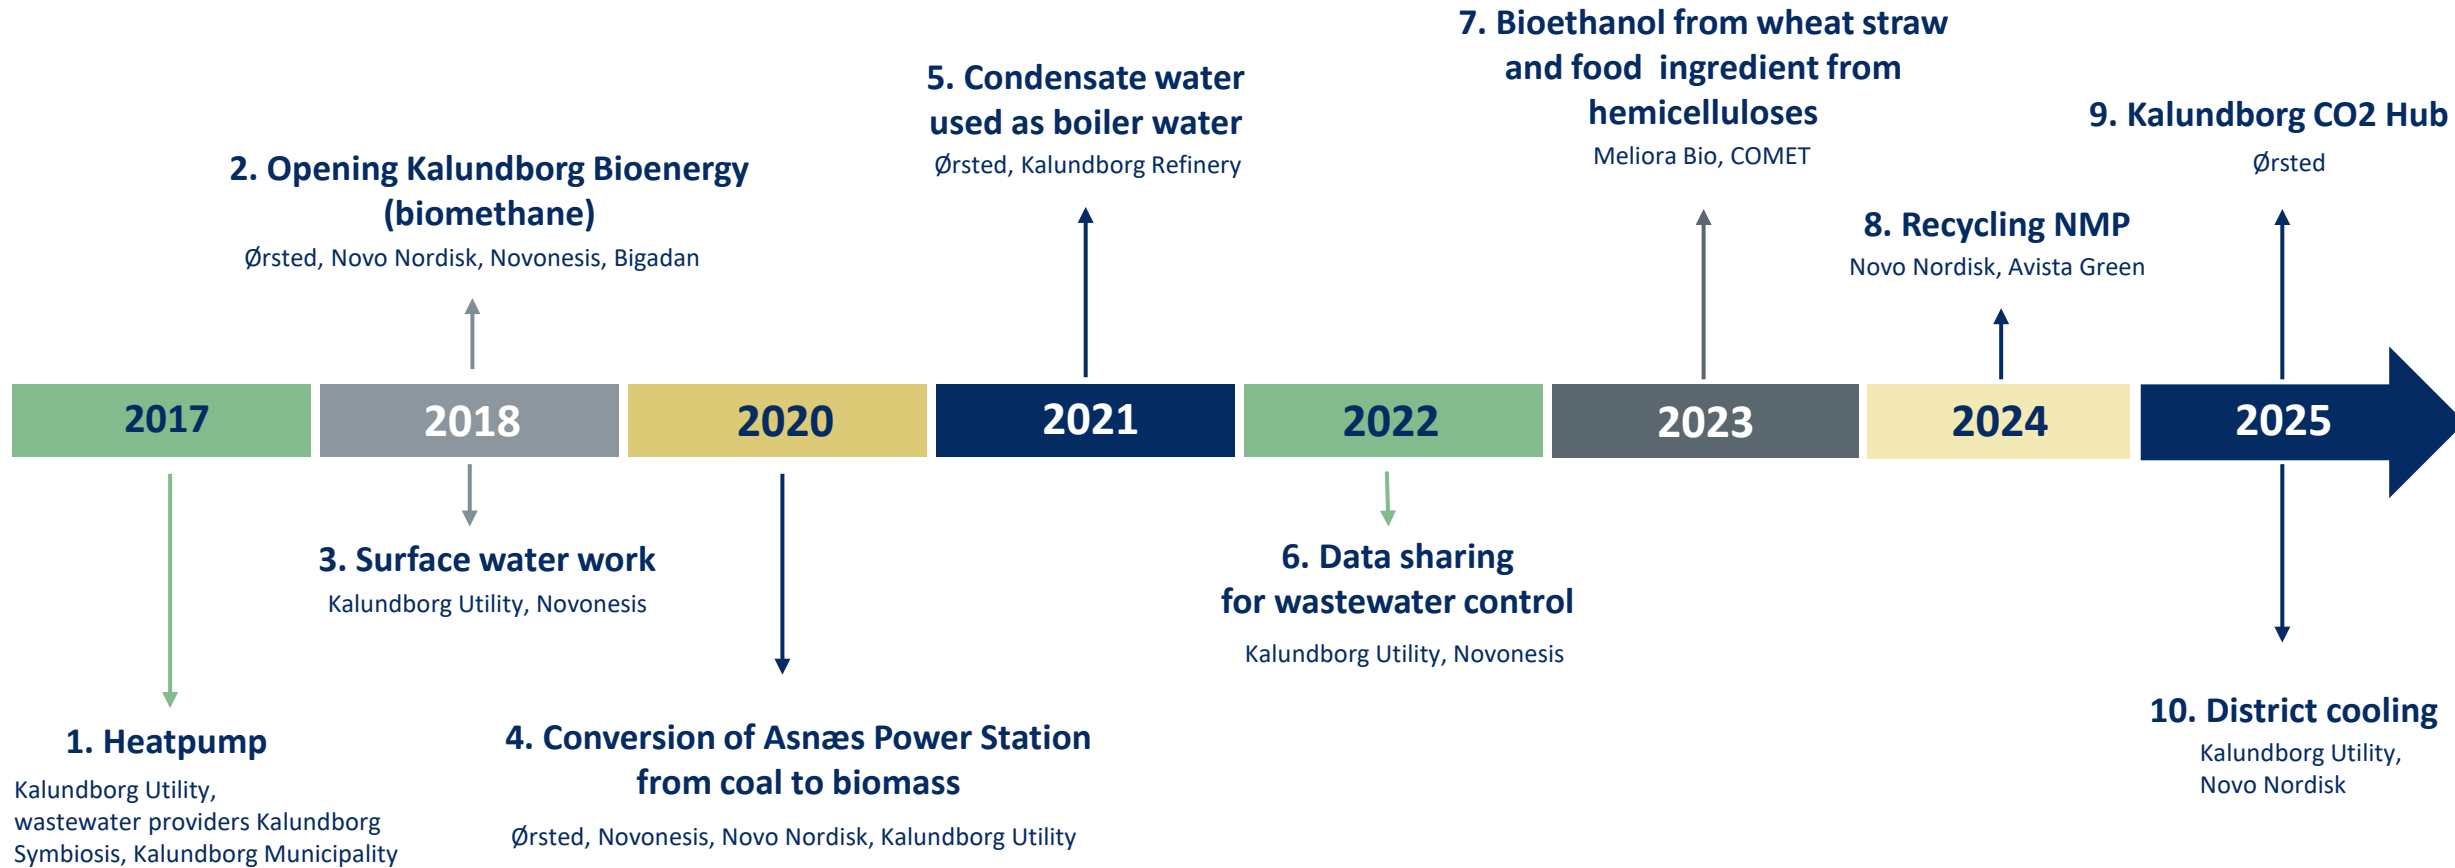 7. Bioethanol from wheat straw
and food ingredient from
hemicelluloses
Meliora Bio, COMET
5. Condensate water
used as boiler water
Ørsted, Kalundborg Refinery
9. Kalundborg CO2 Hub
Ørsted
2. Opening Kalundborg Bioenergy
(biomethane)
Ørsted, Novo Nordisk, Novonesis, Bigadan
8. Recycling NMP
Novo Nordisk, Avista Green
2017
2018
2020
2021
2022
2023
2024
2025
3. Surface water work
Kalundborg Utility, Novonesis
6. Data sharing
for wastewater control
Kalundborg Utility, Novonesis
1. Heatpump
Kalundborg Utility,
wastewater providers Kalundborg
Symbiosis, Kalundborg Municipality
4. Conversion of Asnæs Power Station
from coal to biomass
Ørsted, Novonesis, Novo Nordisk, Kalundborg Utility
10. District cooling
Kalundborg Utility,
Novo Nordisk